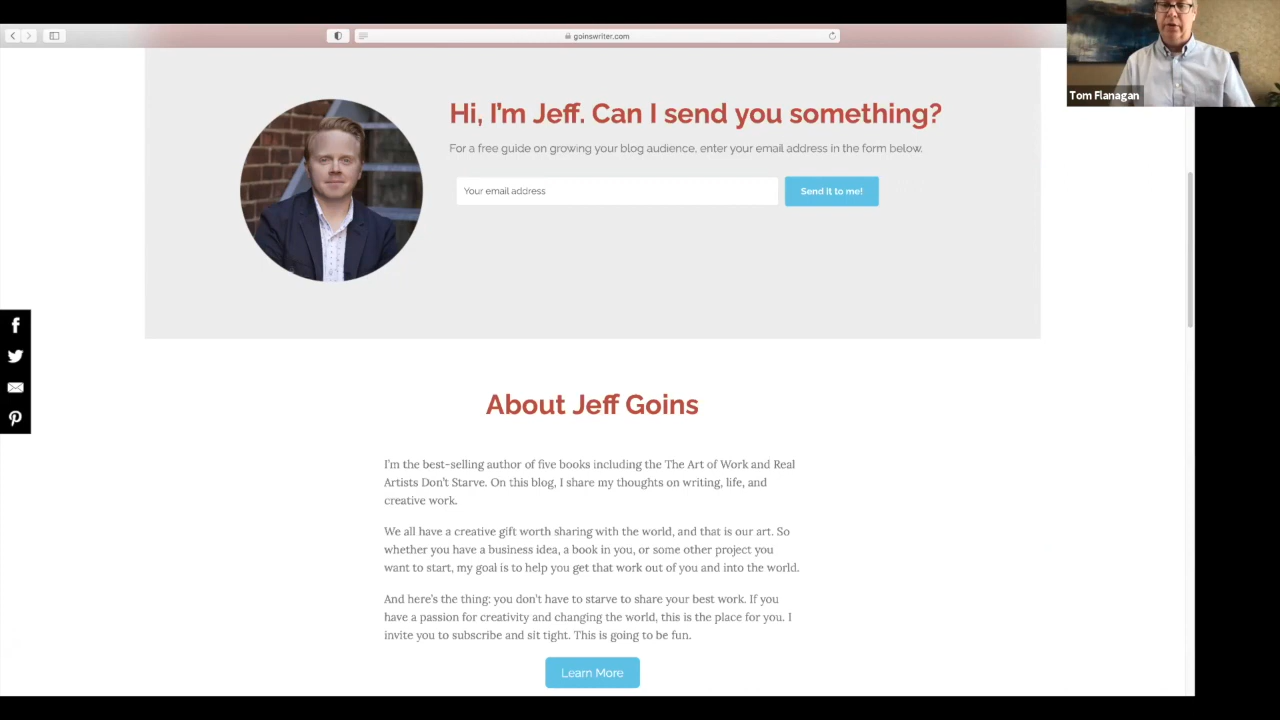 goinswriter.com
Tom Flanagan
Hi, I'm Jeff. Can I send you something?
For a free guide on growing your blog audience, enter your email address in the form below.
Your email address
Send it to me!
About Jeff Goins
I'm the best-selling author of five books including the The Art of Work and Real
Artists Don't Starve. On this blog, I share my thoughts on writing, life, and
creative work.
We all have a creative gift worth sharing with the world, and that is our art. So
whether you have a business idea, a book in you, or some other project you
want to start, my goal is to help you get that work out of you and into the world.
And here's the thing: you don't have to starve to share your best work. If you
have a passion for creativity and changing the world, this is the place for you. I
invite you to subscribe and sit tight. This is going to be fun.
Learn More